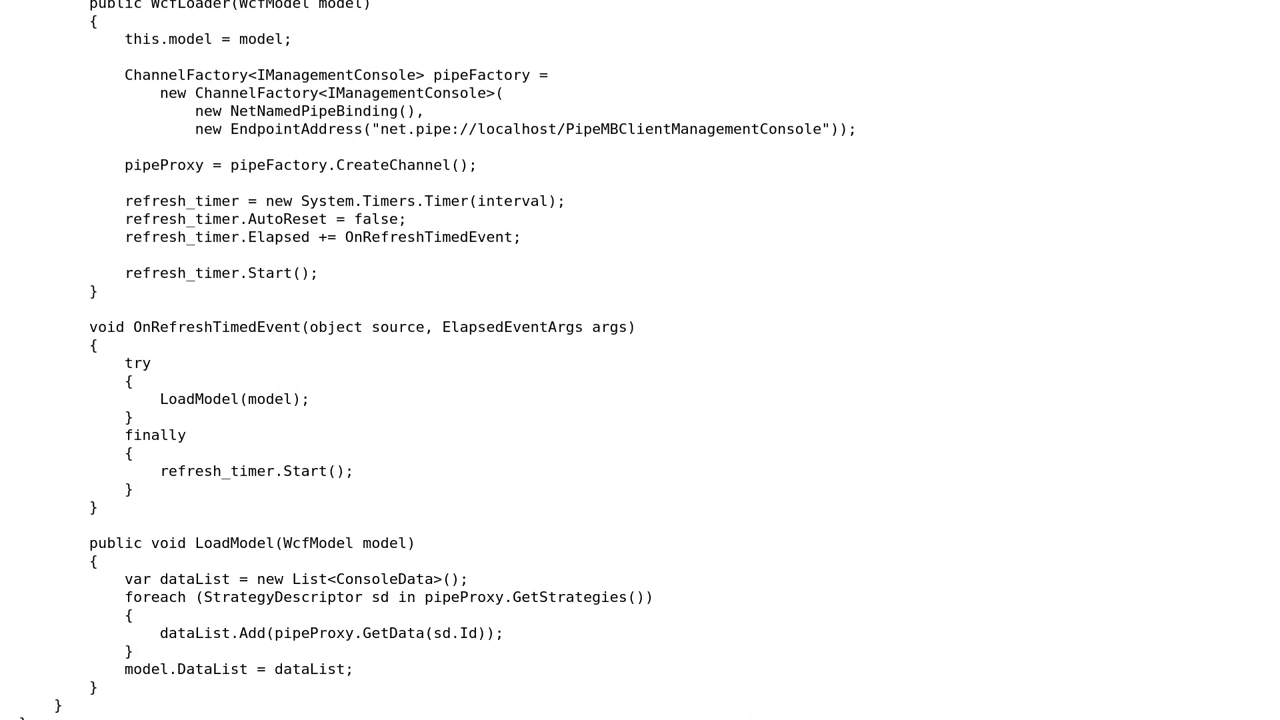 public WcfLoader(WcfModel model)
{
this.model = model;
ChannelFactory<IManagementConsole> pipeFactory =
new ChannelFactory<IManagementConsole>(
new NetNamedPipeBinding(),
new EndpointAddress("net.pipe://localhost/PipeMBClientManagementConsole"));
pipeProxy = pipeFactory.CreateChannel();
refresh_timer = new System.Timers.Timer(interval);
refresh_timer.AutoReset = false;
refresh_timer.Elapsed += OnRefreshTimedEvent;
refresh_timer.Start();
}
void OnRefreshTimedEvent(object source, ElapsedEventArgs args)
{
try
{
LoadModel(model);
}
finally
{
refresh_timer.Start();
}
}
public void LoadModel(WcfModel model)
{
var dataList = new List<ConsoleData>();
foreach (StrategyDescriptor sd in pipeProxy.GetStrategies())
{
dataList.Add(pipeProxy.GetData(sd.Id));
}
model.DataList = dataList;
}
}
}